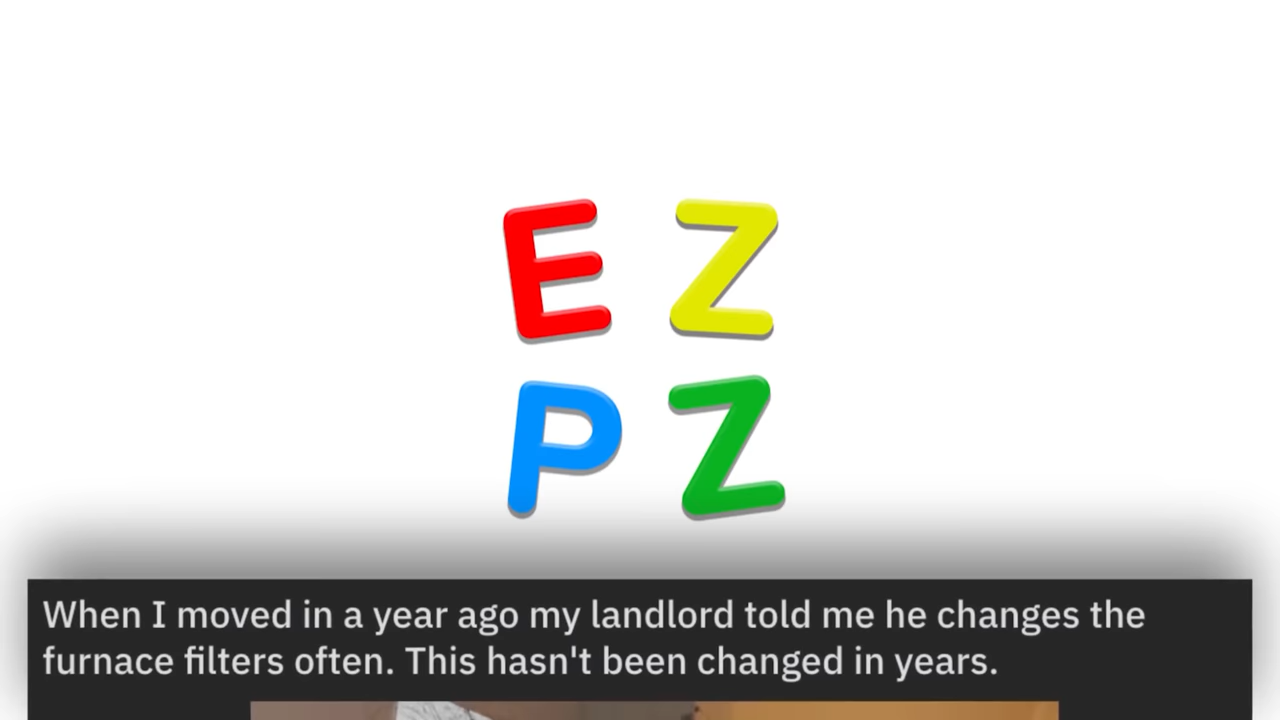 E Z
P Z
When I moved in a year ago my landlord told me he changes the
furnace filters often. This hasn't been changed in years.